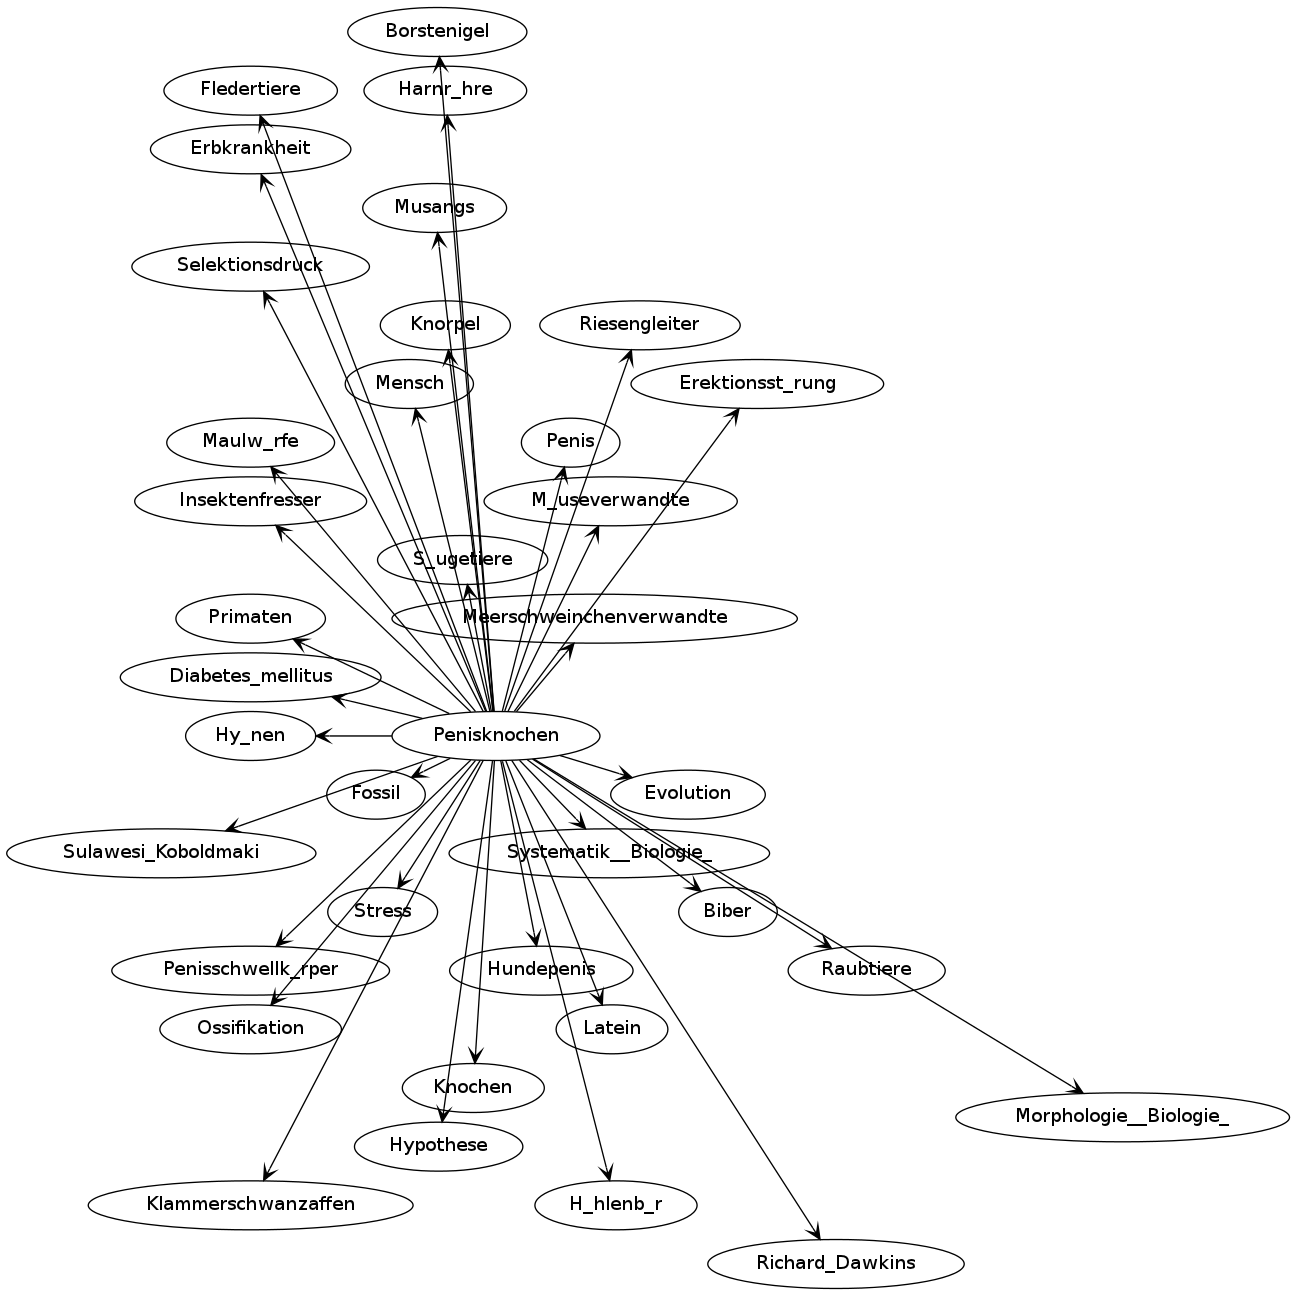 Borstenigel
Fledertiere
Harnr_hre
Erbkrankheit
Musangs
Selektionsdruck
Knorpel
Riesengleiter
Mensch
Erektionsst_rung
Maulw_rfe
Penis
Insektenfresser
M_useverwandte
S_ugetiere
Primaten
Meerschweinchenverwandte
Diabetes_mellitus
Hy_nen
Penisknochen
Fossil
Evolution
Sulawesi_Koboldmaki
Systematik__Biologie_
Stress
Biber
Penisschwellk_rper
Hundepenis
Raubtiere
Ossifikation
Latein
Knochen
Morphologie__Biologie_
Hypothese
Klammerschwanzaffen
H_hlenb_r
Richard_Dawkins